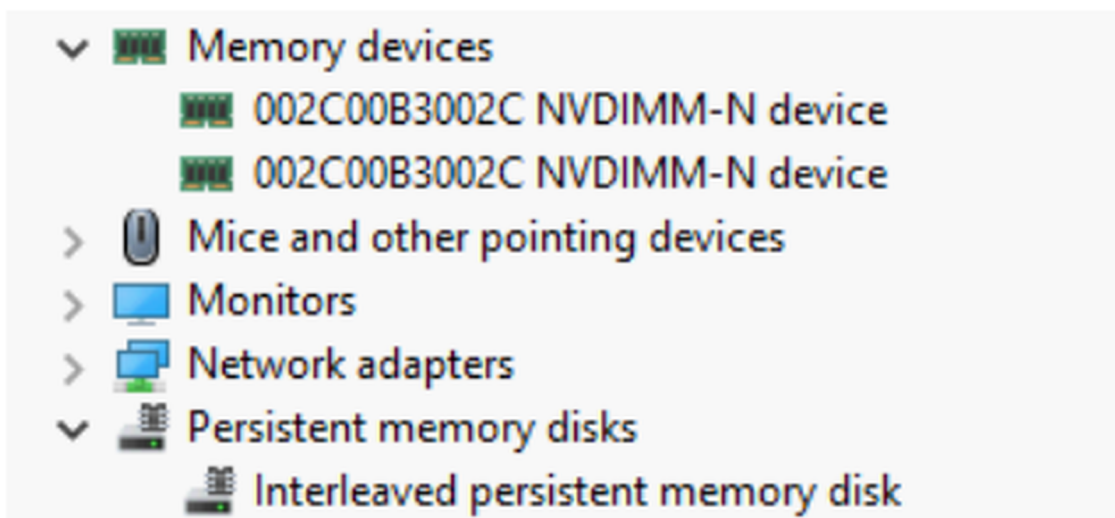 Memory devices
002C00B3002C NVDIMM-N device
002C00B3002C NVDIMM-N device
Mice and other pointing devices
Monitors
Network adapters
Persistent memory disks
Interleaved persistent memory disk